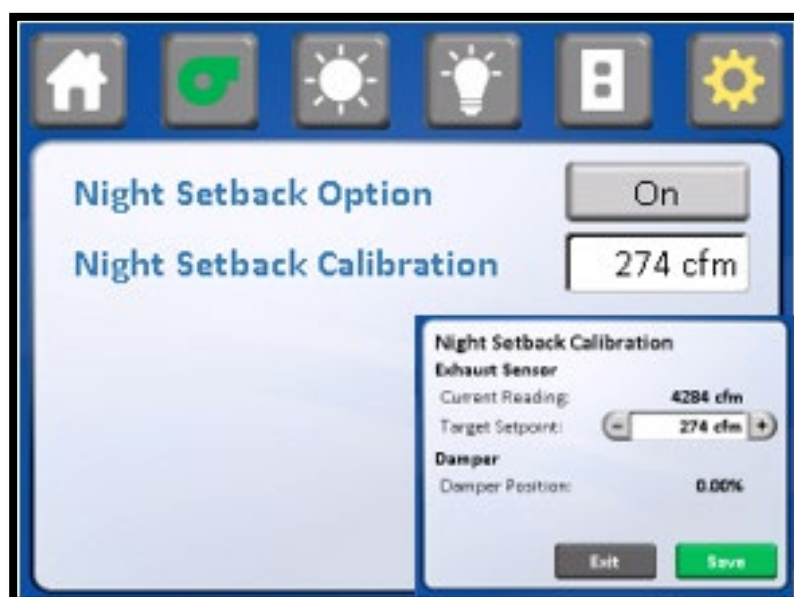 Night Setback Option
On
Night Setback Calibration
274 cfm
Night Setback Calibration
Exhaust Sensor
Current Reading: 4284 cfm
Target Setpoint: - 274 cfm +
Damper
Damper Position: 0.00%
Exit Save